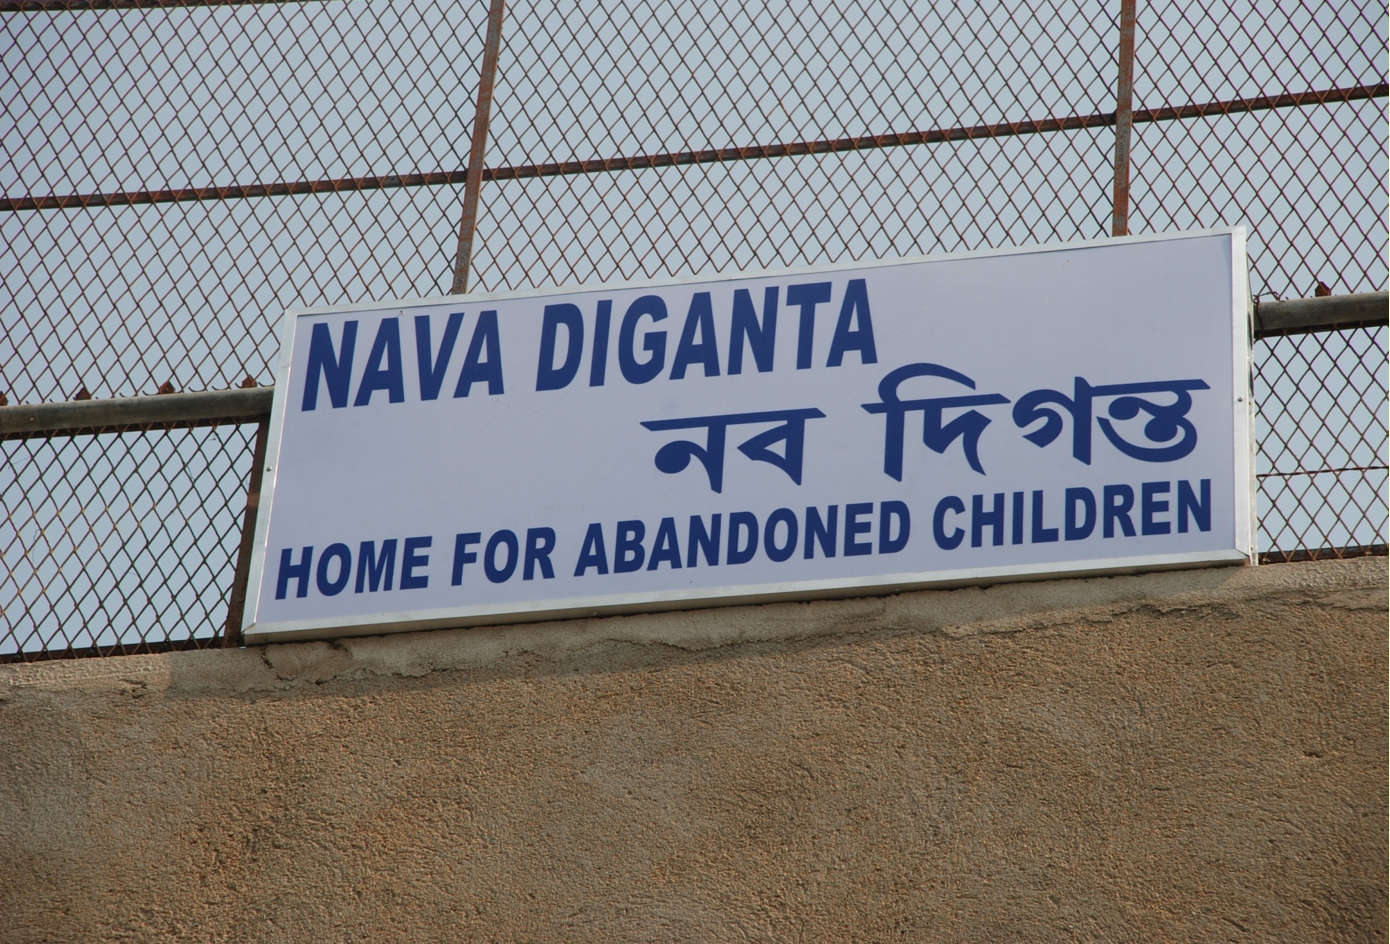 NAVA DIGANTA
নব দিগন্ত
HOME FOR ABANDONED CHILDREN